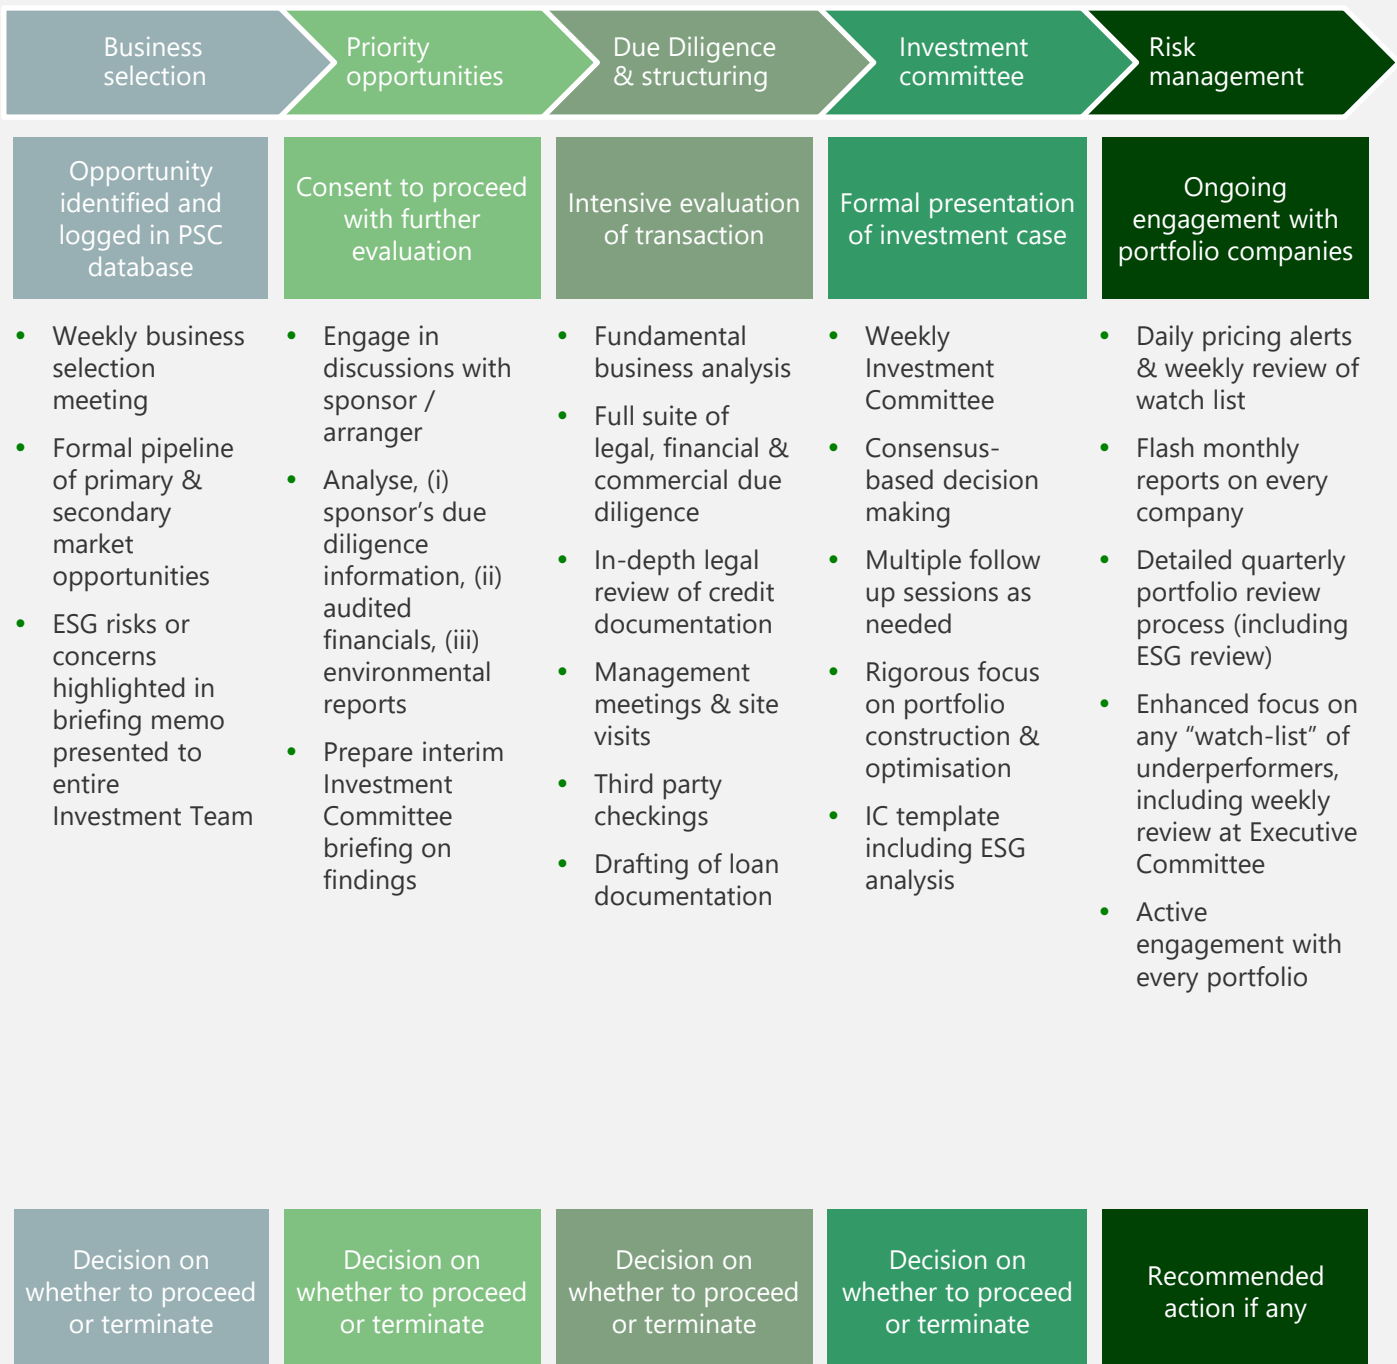 Business
selection
Priority
opportunities
Due Diligence
& structuring
Investment
committee
Risk
management
Opportunity
identified and
logged in PSC
database
Consent to proceed
with further
evaluation
Intensive evaluation
of transaction
Formal presentation
of investment case
Ongoing
engagement with
portfolio companies
• Weekly business
selection
meeting
• Formal pipeline
of primary &
secondary
market
opportunities
• ESG risks or
concerns
highlighted in
briefing memo
presented to
entire
Investment Team
• Engage in
discussions with
sponsor /
arranger
• Analyse, (i)
sponsor’s due
diligence
information, (ii)
audited
financials, (iii)
environmental
reports
• Prepare interim
Investment
Committee
briefing on
findings
• Fundamental
business analysis
• Full suite of
legal, financial &
commercial due
diligence
• In-depth legal
review of credit
documentation
• Management
meetings & site
visits
• Third party
checkings
• Drafting of loan
documentation
• Weekly
Investment
Committee
• Consensus-
based decision
making
• Multiple follow
up sessions as
needed
• Rigorous focus
on portfolio
construction &
optimisation
• IC template
including ESG
analysis
• Daily pricing alerts
& weekly review of
watch list
• Flash monthly
reports on every
company
• Detailed quarterly
portfolio review
process (including
ESG review)
• Enhanced focus on
any “watch-list” of
underperformers,
including weekly
review at Executive
Committee
• Active
engagement with
every portfolio
Decision on
whether to proceed
or terminate
Decision on
whether to proceed
or terminate
Decision on
whether to proceed
or terminate
Decision on
whether to proceed
or terminate
Recommended
action if any